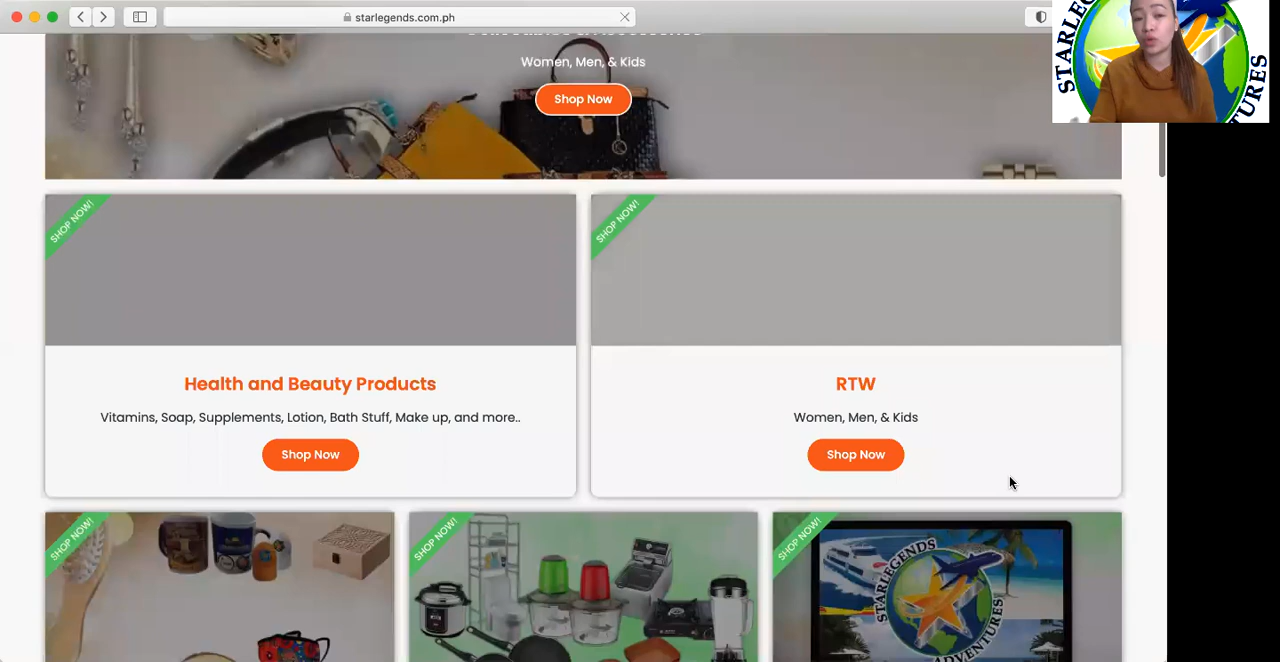 starlegends.com.ph
Women, Men, & Kids
Shop Now
SHOP NOW!
SHOP NOW!
Health and Beauty Products
Vitamins, Soap, Supplements, Lotion, Bath Stuff, Make up, and more..
Shop Now
RTW
Women, Men, & Kids
Shop Now
SHOP NOW!
SHOP NOW!
SHOP NOW!
STARLEGENDS
ADVENTURES